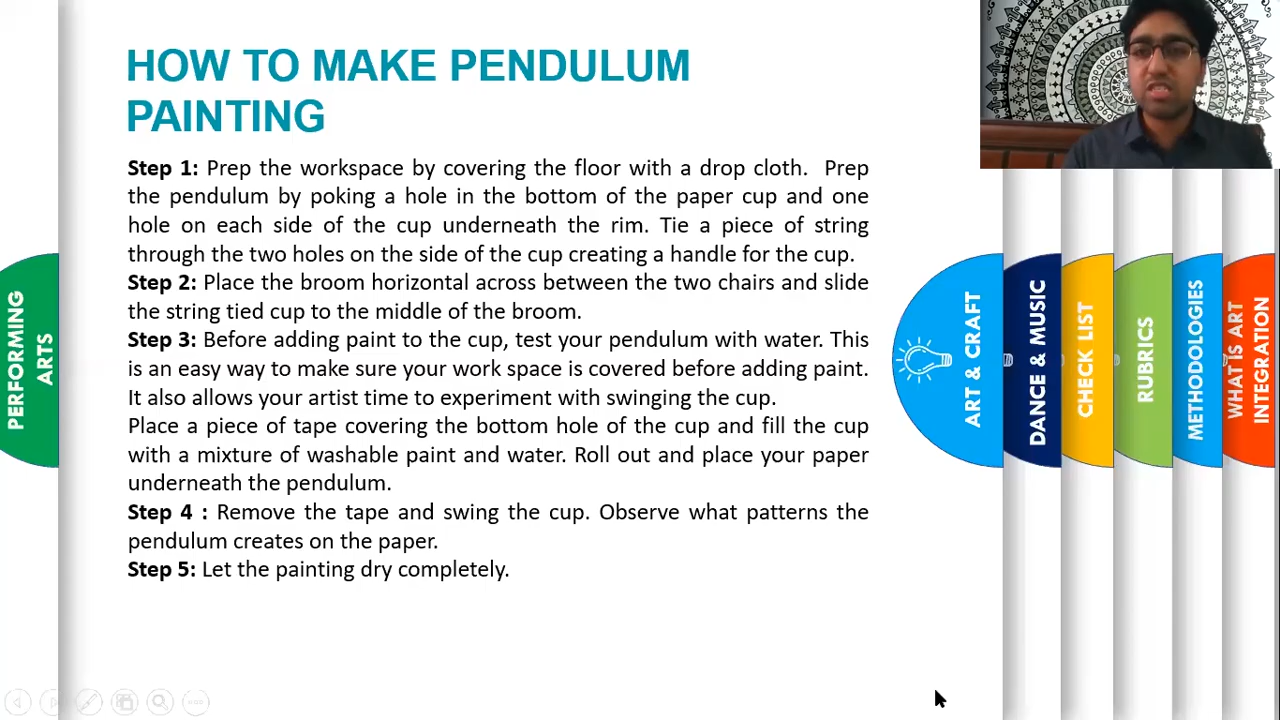 HOW TO MAKE PENDULUM
PAINTING
Step 1: Prep the workspace by covering the floor with a drop cloth. Prep
the pendulum by poking a hole in the bottom of the paper cup and one
hole on each side of the cup underneath the rim. Tie a piece of string
through the two holes on the side of the cup creating a handle for the cup.
Step 2: Place the broom horizontal across between the two chairs and slide
the string tied cup to the middle of the broom.
Step 3: Before adding paint to the cup, test your pendulum with water. This
is an easy way to make sure your work space is covered before adding paint.
It also allows your artist time to experiment with swinging the cup.
Place a piece of tape covering the bottom hole of the cup and fill the cup
with a mixture of washable paint and water. Roll out and place your paper
underneath the pendulum.
Step 4 : Remove the tape and swing the cup. Observe what patterns the
pendulum creates on the paper.
Step 5: Let the painting dry completely.
PERFORMING
ARTS
ART & CRAFT
DANCE & MUSIC
CHECK LIST
RUBRICS
METHODOLOGIES
WHAT IS ART
INTEGRATION